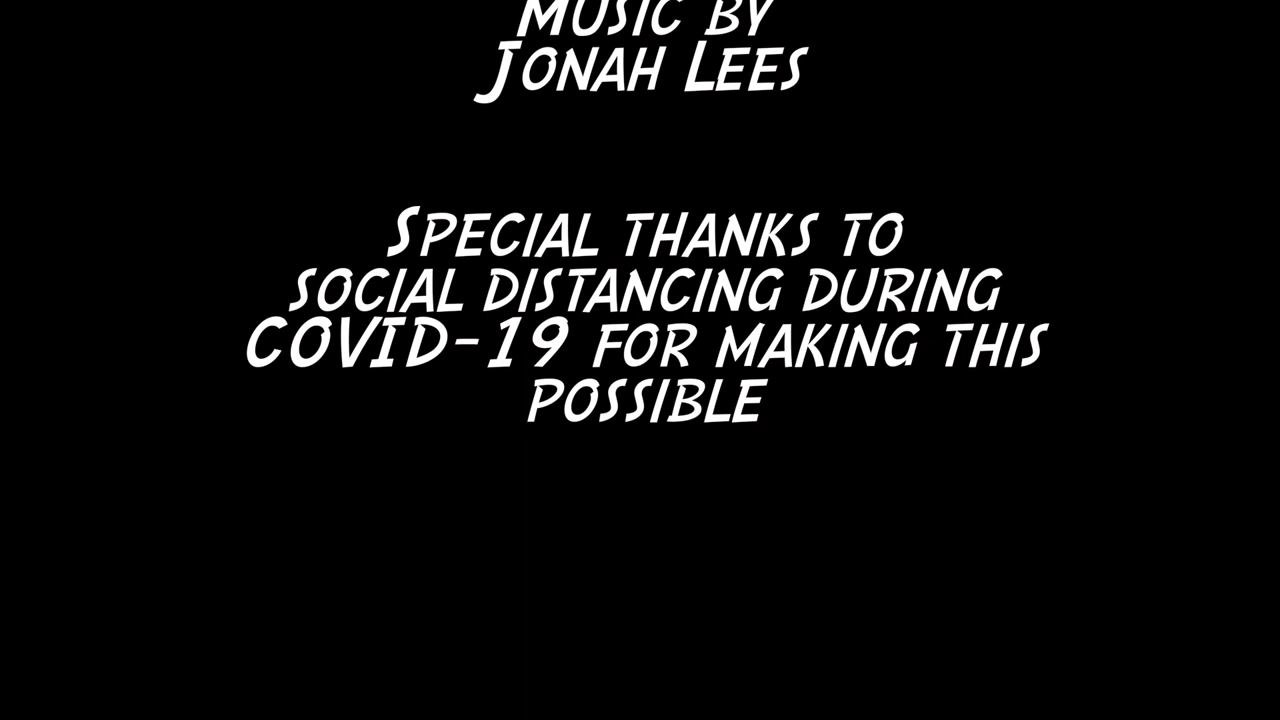 Music by
Jonah Lees
Special thanks to
social distancing during
COVID-19 for making this
possible